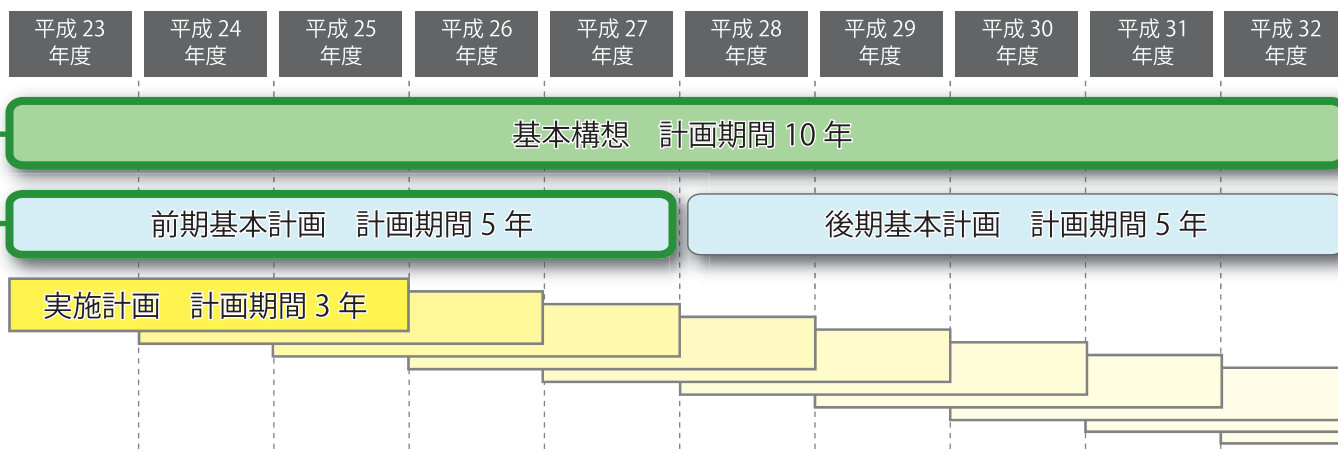 平成 23
年度
平成 24
年度
平成 25
年度
平成 26
年度
平成 27
年度
平成 28
年度
平成 29
年度
平成 30
年度
平成 31
年度
平成 32
年度
基本構想　計画期間 10 年
前期基本計画　計画期間 5 年
後期基本計画　計画期間 5 年
実施計画　計画期間 3 年